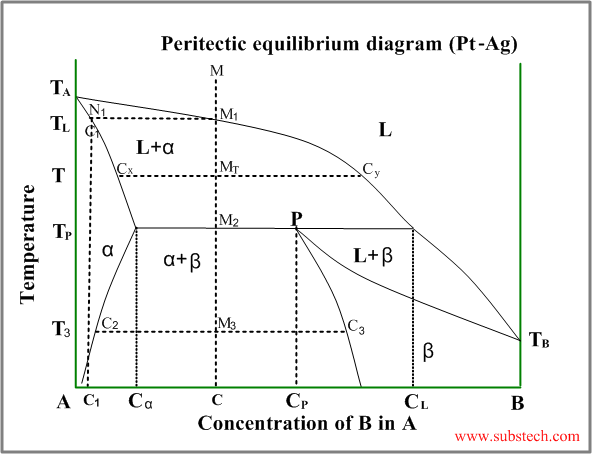 Peritectic equilibrium diagram (Pt-Ag)
M
TA
N1
TL
M1
C1
L
L+α
T
Cx
MT
Cy
P
TP
M2
α
α+β
L+β
Temperature
T3
C2
M3
C3
TB
β
A C1 Cα C CP CL B
Concentration of B in A
www.substech.com